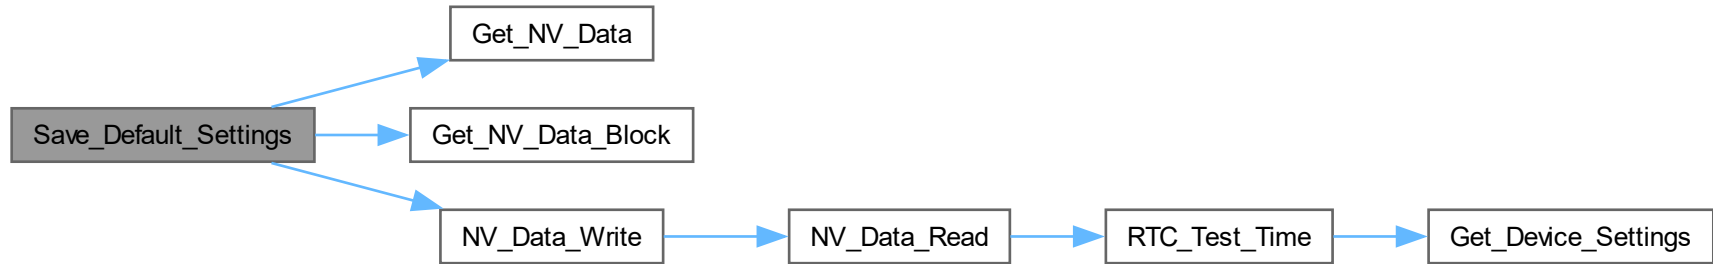 Get_NV_Data
Save_Default_Settings
Get_NV_Data_Block
NV_Data_Write
NV_Data_Read
RTC_Test_Time
Get_Device_Settings